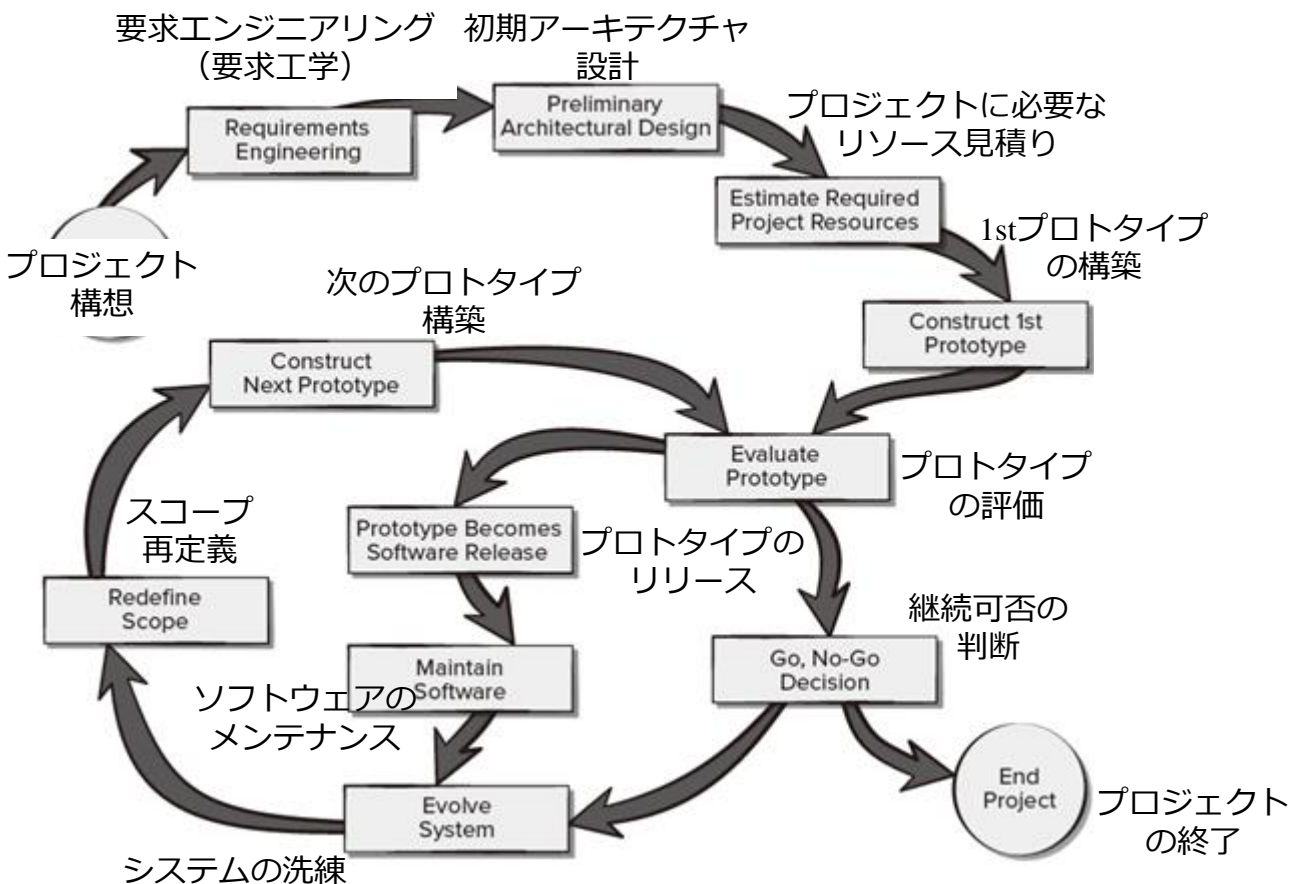 要求エンジニアリング
（要求工学）
初期アーキテクチャ
設計
Requirements
Engineering
Preliminary
Architectural Design
プロジェクトに必要な
リソース見積り
Estimate Required
Project Resources
1stプロトタイプ
の構築
Construct 1st
Prototype
プロジェクト
構想
次のプロトタイプ
構築
Construct
Next Prototype
Evaluate
Prototype
プロトタイプ
の評価
スコープ
再定義
Redefine
Scope
Prototype Becomes
Software Release
プロトタイプの
リリース
継続可否の
判断
Go, No-Go
Decision
Maintain
Software
ソフトウェアの
メンテナンス
Evolve
System
システムの洗練
End
Project
プロジェクト
の終了